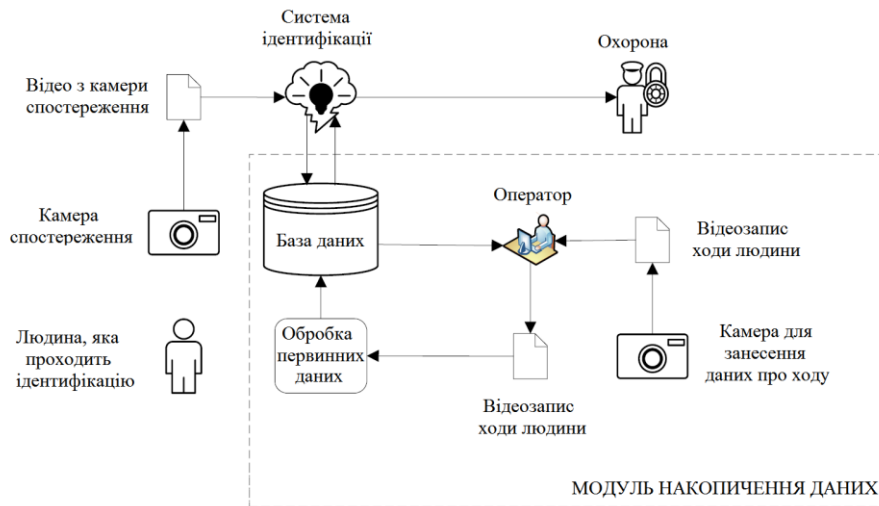 Система
ідентифікації
Охорона
Відео з камери
спостереження
Камера
спостереження
База даних
Оператор
Відеозапис
ходи людини
Людина, яка
проходить
ідентифікацію
Обробка
первинних
даних
Камера для
занесення
даних про ходу
Відеозапис
ходи людини
МОДУЛЬ НАКОПИЧЕННЯ ДАНИХ